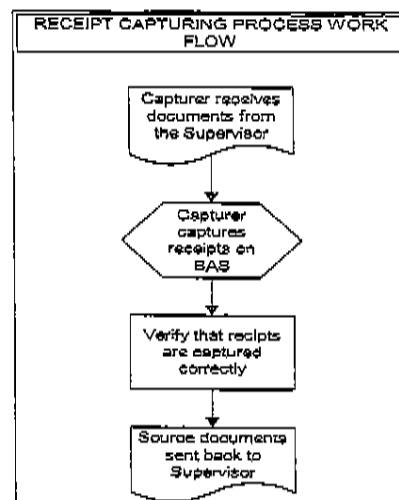 RECEIPT CAPTURING PROCESS WORK
FLOW
Capturer receives
documents from
the Supervisor
Capturer
captures
receipts on
BAS
Verify that recipts
are captured
correctly
Source documents
sent back to
Supervisor